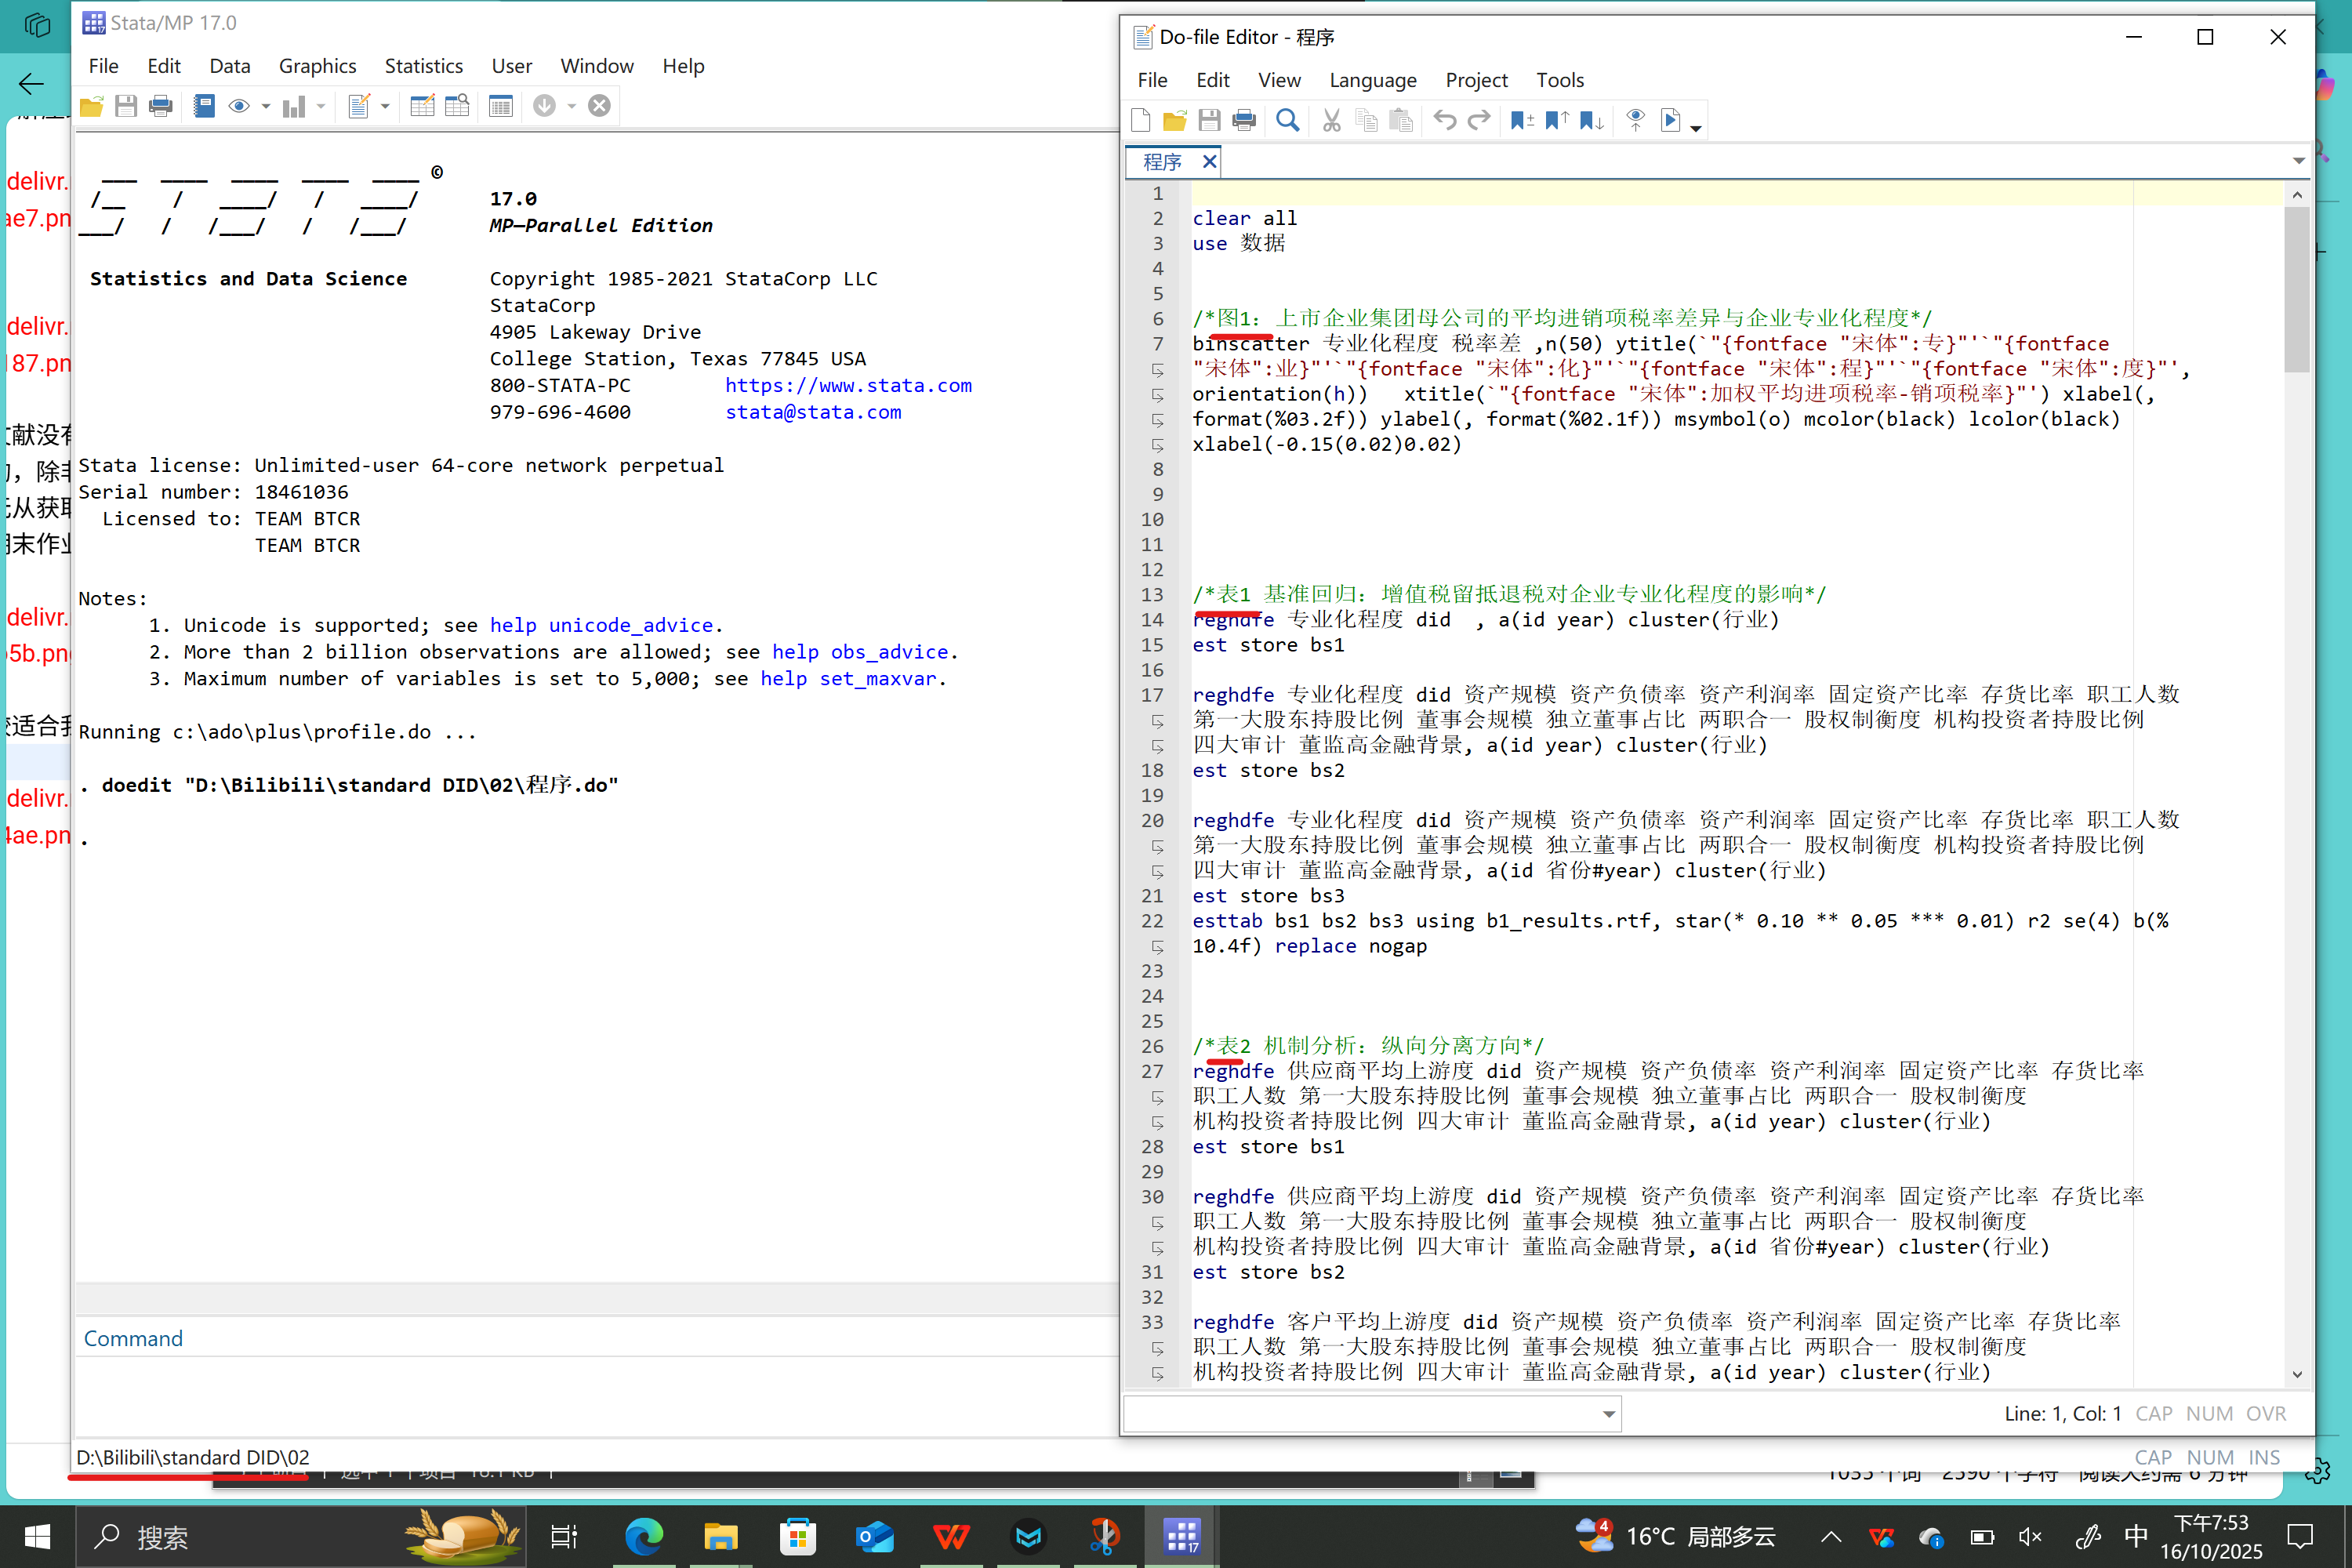 Stata/MP 17.0
File Edit Data Graphics Statistics User Window Help
17.0
MP—Parallel Edition
Statistics and Data Science
Copyright 1985-2021 StataCorp LLC
StataCorp
4905 Lakeway Drive
College Station, Texas 77845 USA
800-STATA-PC https://www.stata.com
979-696-4600 stata@stata.com
Stata license: Unlimited-user 64-core network perpetual
Serial number: 18461036
Licensed to: TEAM BTCR
TEAM BTCR
Notes:
1. Unicode is supported; see help unicode_advice.
2. More than 2 billion observations are allowed; see help obs_advice.
3. Maximum number of variables is set to 5,000; see help set_maxvar.
Running c:\ado\plus\profile.do ...
. doedit "D:\Bilibili\standard DID\02\程序.do"
.
Command
D:\Bilibili\standard DID\02
CAP NUM INS
Do-file Editor - 程序
File Edit View Language Project Tools
程序
1
2 clear all
3 use 数据
4
5
6 /*图1: 上市企业集团母公司的平均进销项税率差异与企业专业化程度*/
7 binscatter 专业化程度 税率差 ,n(50) ytitle(`"{fontface "宋体":专}"'`"{fontface
"宋体":业}"'`"{fontface "宋体":化}"'`"{fontface "宋体":程}"'`"{fontface "宋体":度}"',
orientation(h)) xtitle(`"{fontface "宋体":加权平均进项税率-销项税率}"') xlabel(,
format(%03.2f)) ylabel(, format(%02.1f)) msymbol(o) mcolor(black) lcolor(black)
xlabel(-0.15(0.02)0.02)
8
9
10
11
12
13 /*表1 基准回归: 增值税留抵退税对企业专业化程度的影响*/
14 reghdfe 专业化程度 did , a(id year) cluster(行业)
15 est store bs1
16
17 reghdfe 专业化程度 did 资产规模 资产负债率 资产利润率 固定资产比率 存货比率 职工人数
第一大股东持股比例 董事会规模 独立董事占比 两职合一 股权制衡度 机构投资者持股比例
四大审计 董监高金融背景, a(id year) cluster(行业)
18 est store bs2
19
20 reghdfe 专业化程度 did 资产规模 资产负债率 资产利润率 固定资产比率 存货比率 职工人数
第一大股东持股比例 董事会规模 独立董事占比 两职合一 股权制衡度 机构投资者持股比例
四大审计 董监高金融背景, a(id 省份#year) cluster(行业)
21 est store bs3
22 esttab bs1 bs2 bs3 using b1_results.rtf, star(* 0.10 ** 0.05 *** 0.01) r2 se(4) b(%
10.4f) replace nogap
23
24
25
26 /*表2 机制分析: 纵向分离方向*/
27 reghdfe 供应商平均上游度 did 资产规模 资产负债率 资产利润率 固定资产比率 存货比率
职工人数 第一大股东持股比例 董事会规模 独立董事占比 两职合一 股权制衡度
机构投资者持股比例 四大审计 董监高金融背景, a(id year) cluster(行业)
28 est store bs1
29
30 reghdfe 供应商平均上游度 did 资产规模 资产负债率 资产利润率 固定资产比率 存货比率
职工人数 第一大股东持股比例 董事会规模 独立董事占比 两职合一 股权制衡度
机构投资者持股比例 四大审计 董监高金融背景, a(id 省份#year) cluster(行业)
31 est store bs2
32
33 reghdfe 客户平均上游度 did 资产规模 资产负债率 资产利润率 固定资产比率 存货比率
职工人数 第一大股东持股比例 董事会规模 独立董事占比 两职合一 股权制衡度
机构投资者持股比例 四大审计 董监高金融背景, a(id year) cluster(行业)
Line: 1, Col: 1 CAP NUM OVR
delivr.
ae7.pn
delivr.
187.pn
献没有
除非
从获取
末作业
delivr.
5b.png
适合我
delivr.
4ae.pn
搜索
4
16°C 局部多云
中
下午7:53
16/10/2025